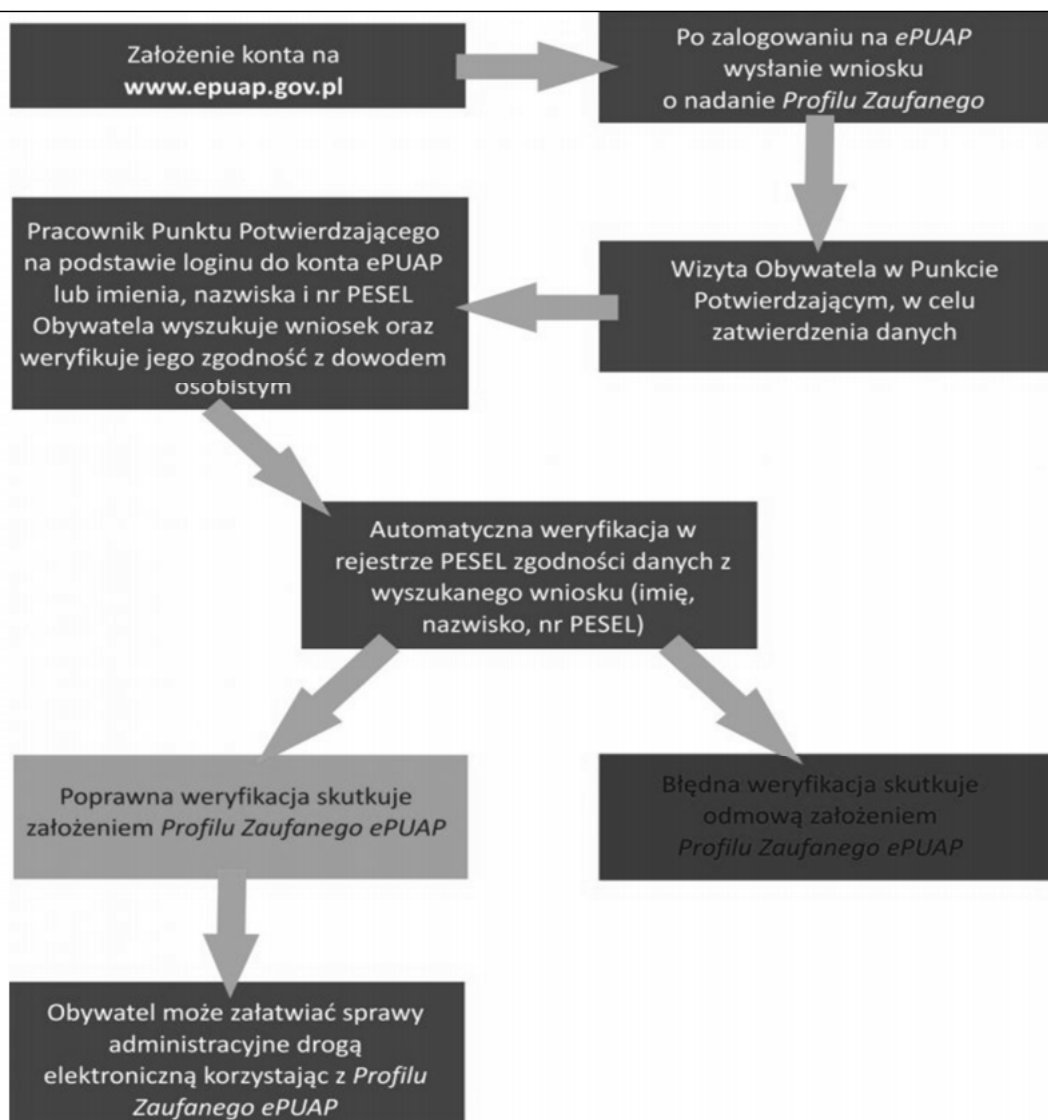 Założenie konta na
www.epuap.gov.pl
Po zalogowaniu na ePUAP
wysłanie wniosku
o nadanie Profilu Zaufanego
Wizyta Obywatela w Punkcie
Potwierdzającym, w celu
zatwierdzenia danych
Pracownik Punktu Potwierdzającego
na podstawie loginu do konta ePUAP
lub imienia, nazwiska i nr PESEL
Obywatela wyszukuje wniosek oraz
weryfikuje jego zgodność z dowodem
osobistym
Automatyczna weryfikacja w
rejestrze PESEL zgodności danych z
wyszukanego wniosku (imię,
nazwisko, nr PESEL)
Poprawna weryfikacja skutkuje
założeniem Profilu Zaufanego ePUAP
Błędna weryfikacja skutkuje
odmową założeniem
Profilu Zaufanego ePUAP
Obywatel może załatwiać sprawy
administracyjne drogą
elektroniczną korzystając z Profilu
Zaufanego ePUAP